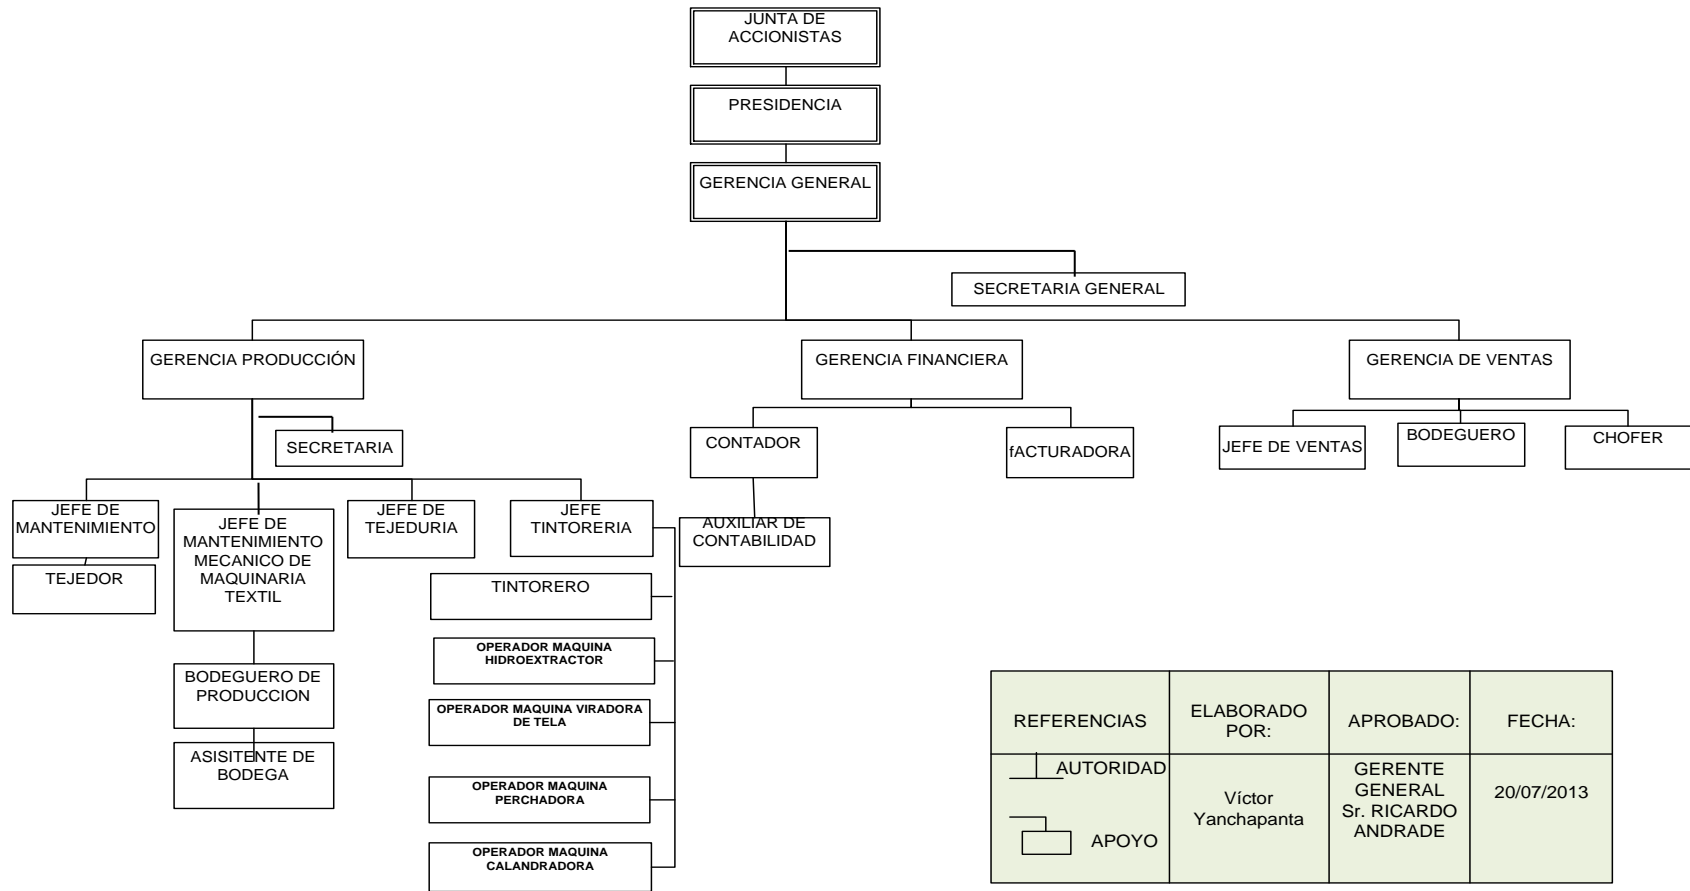 JUNTA DE
ACCIONISTAS
PRESIDENCIA
GERENCIA GENERAL
SECRETARIA GENERAL
GERENCIA PRODUCCIÓN
GERENCIA FINANCIERA
GERENCIA DE VENTAS
SECRETARIA
CONTADOR
fACTURADORA
JEFE DE VENTAS
BODEGUERO
CHOFER
JEFE DE
MANTENIMIENTO
JEFE DE
MANTENIMIENTO
MECANICO DE
MAQUINARIA
TEXTIL
JEFE DE
TEJEDURIA
JEFE
TINTORERIA
AUXILIAR DE
CONTABILIDAD
TEJEDOR
TINTORERO
OPERADOR MAQUINA
HIDROEXTRACTOR
BODEGUERO DE
PRODUCCION
OPERADOR MAQUINA VIRADORA
DE TELA
ASISITENTE DE
BODEGA
OPERADOR MAQUINA
PERCHADORA
OPERADOR MAQUINA
CALANDRADORA
REFERENCIAS
ELABORADO
POR:
APROBADO:
FECHA:
AUTORIDAD
APOYO
Víctor
Yanchapanta
GERENTE
GENERAL
Sr. RICARDO
ANDRADE
20/07/2013